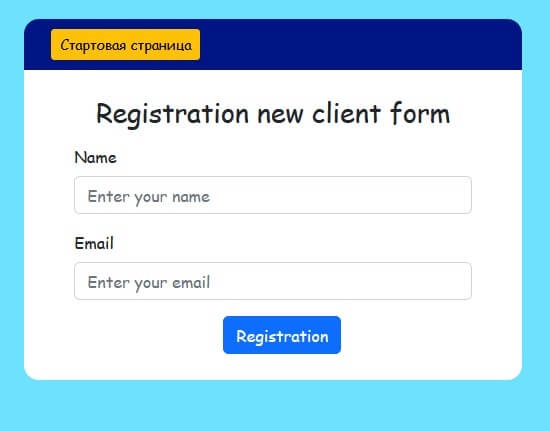 Стартовая страница
Registration new client form
Name
Enter your name
Email
Enter your email
Registration